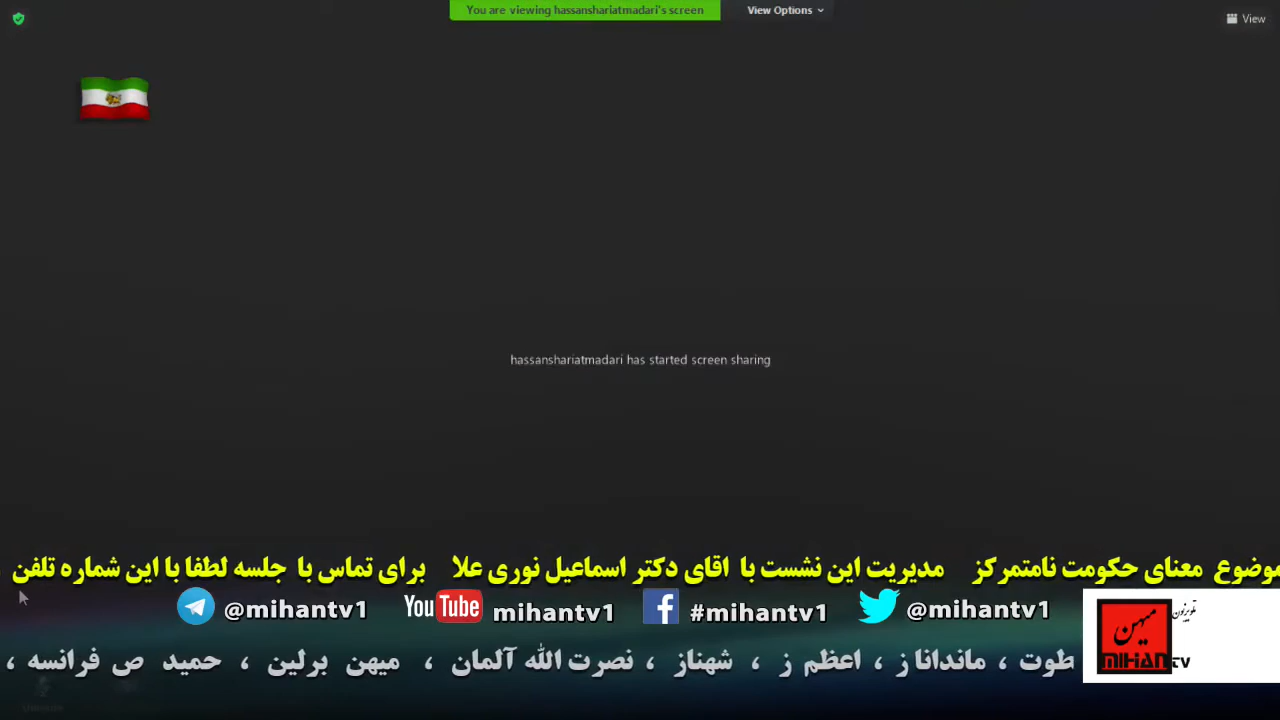 You are viewing hassanshariatmadari's screen
View Options
View
hassanshariatmadari has started screen sharing
موضوع معنای حکومت نامتمرکز مدیریت این نشست با اقای دکتر اسماعیل نوری علا برای تماس با جلسه لطفا با این شماره تلفن
@mihantv1 YouTube mihantv1 #mihantv1 @mihantv1
تلویزیون
میهن
MIHAN TV
طوت ، ماندانا ز ، اعظم ز ، شهناز ، نصرت الله آلمان ، میهن برلین ، حمید ص فرانسه ،